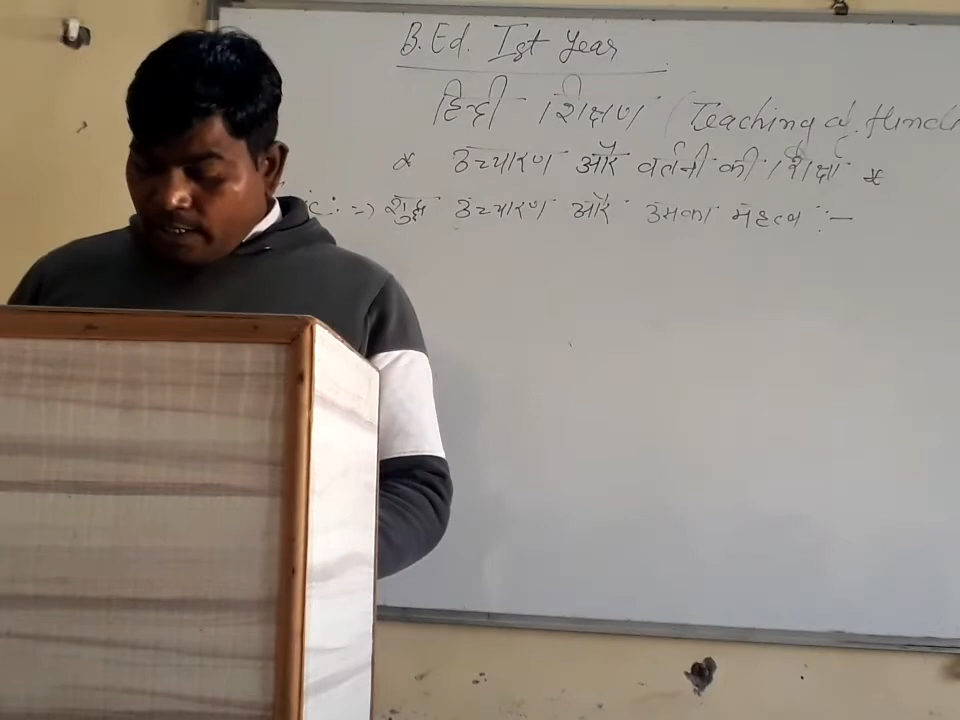 B.Ed. Ist Year
हिन्दी - शिक्षण (Teaching of Hindi
* उच्चारण और वर्तनी की शिक्षा *
:=) शुद्ध उच्चारण और उसका महत्व :-